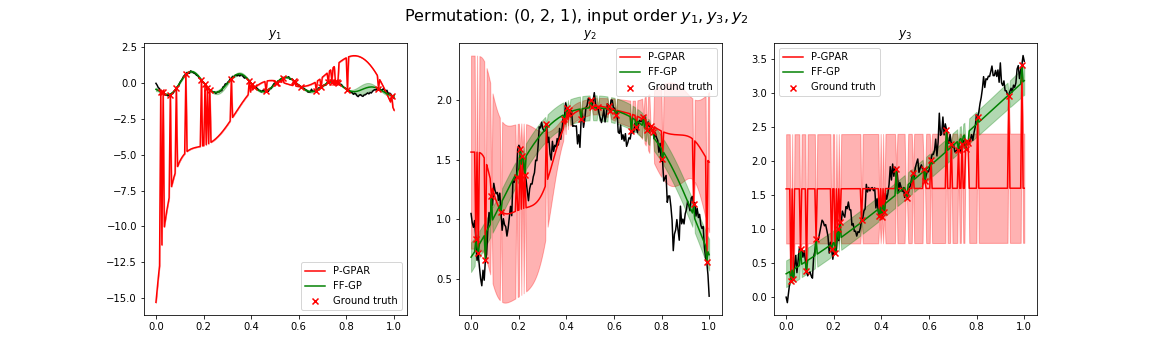 Permutation: (0, 2, 1), input order y₁, y₃, y₂
y₁
2.5
0.0
−2.5
−5.0
−7.5
−10.0
−12.5
−15.0
0.0 0.2 0.4 0.6 0.8 1.0
P-GPAR
FF-GP
Ground truth
y₂
2.0
1.5
1.0
0.5
0.0 0.2 0.4 0.6 0.8 1.0
P-GPAR
FF-GP
Ground truth
y₃
3.5
3.0
2.5
2.0
1.5
1.0
0.5
0.0
0.0 0.2 0.4 0.6 0.8 1.0
P-GPAR
FF-GP
Ground truth